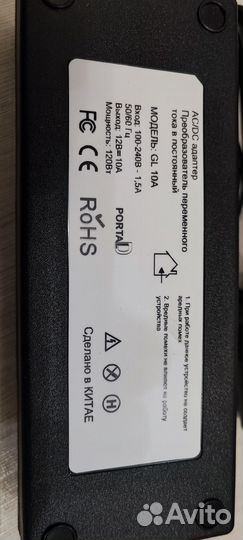 AC/DC адаптер
Преобразователь переменного
тока в постоянный
МОДЕЛЬ: GL 10A
Вход: 100-240В - 1,5А
50/60 Гц
Выход: 12В=10А
Мощность: 120Вт
FC CE
RoHS
PORTA D
1. При работе данное устройство не создает
вредных помех
2. Вредные помехи не влияют на работу
устройства
Сделано в КИТАЕ
H
Avito